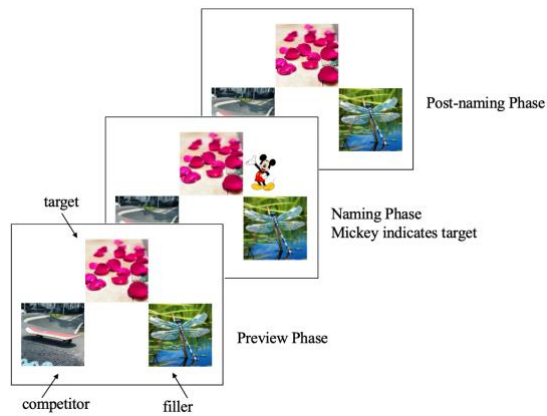 Post-naming Phase
Naming Phase
Mickey indicates target
target
Preview Phase
competitor
filler